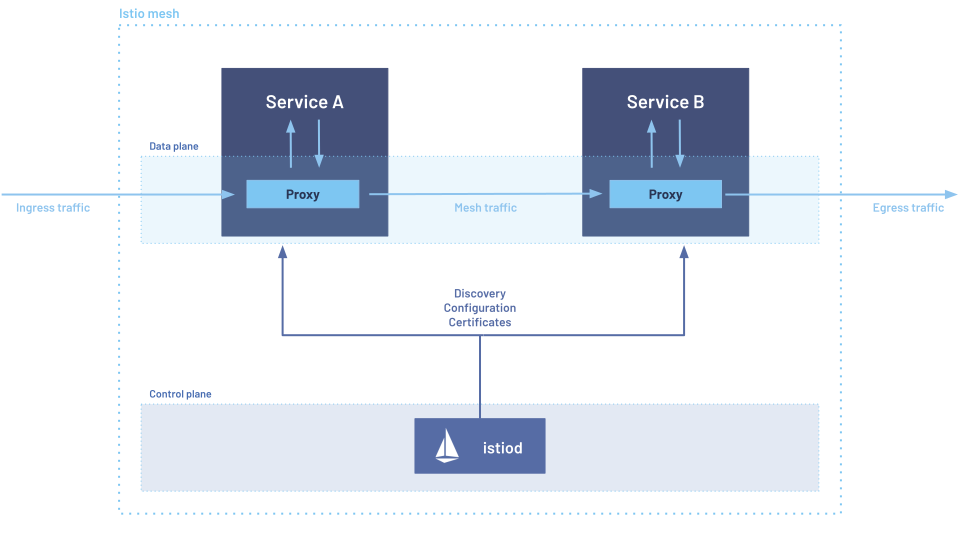 Istio mesh
Service A
Service B
Data plane
Proxy
Proxy
Ingress traffic
Mesh traffic
Egress traffic
Discovery
Configuration
Certificates
Control plane
istiod